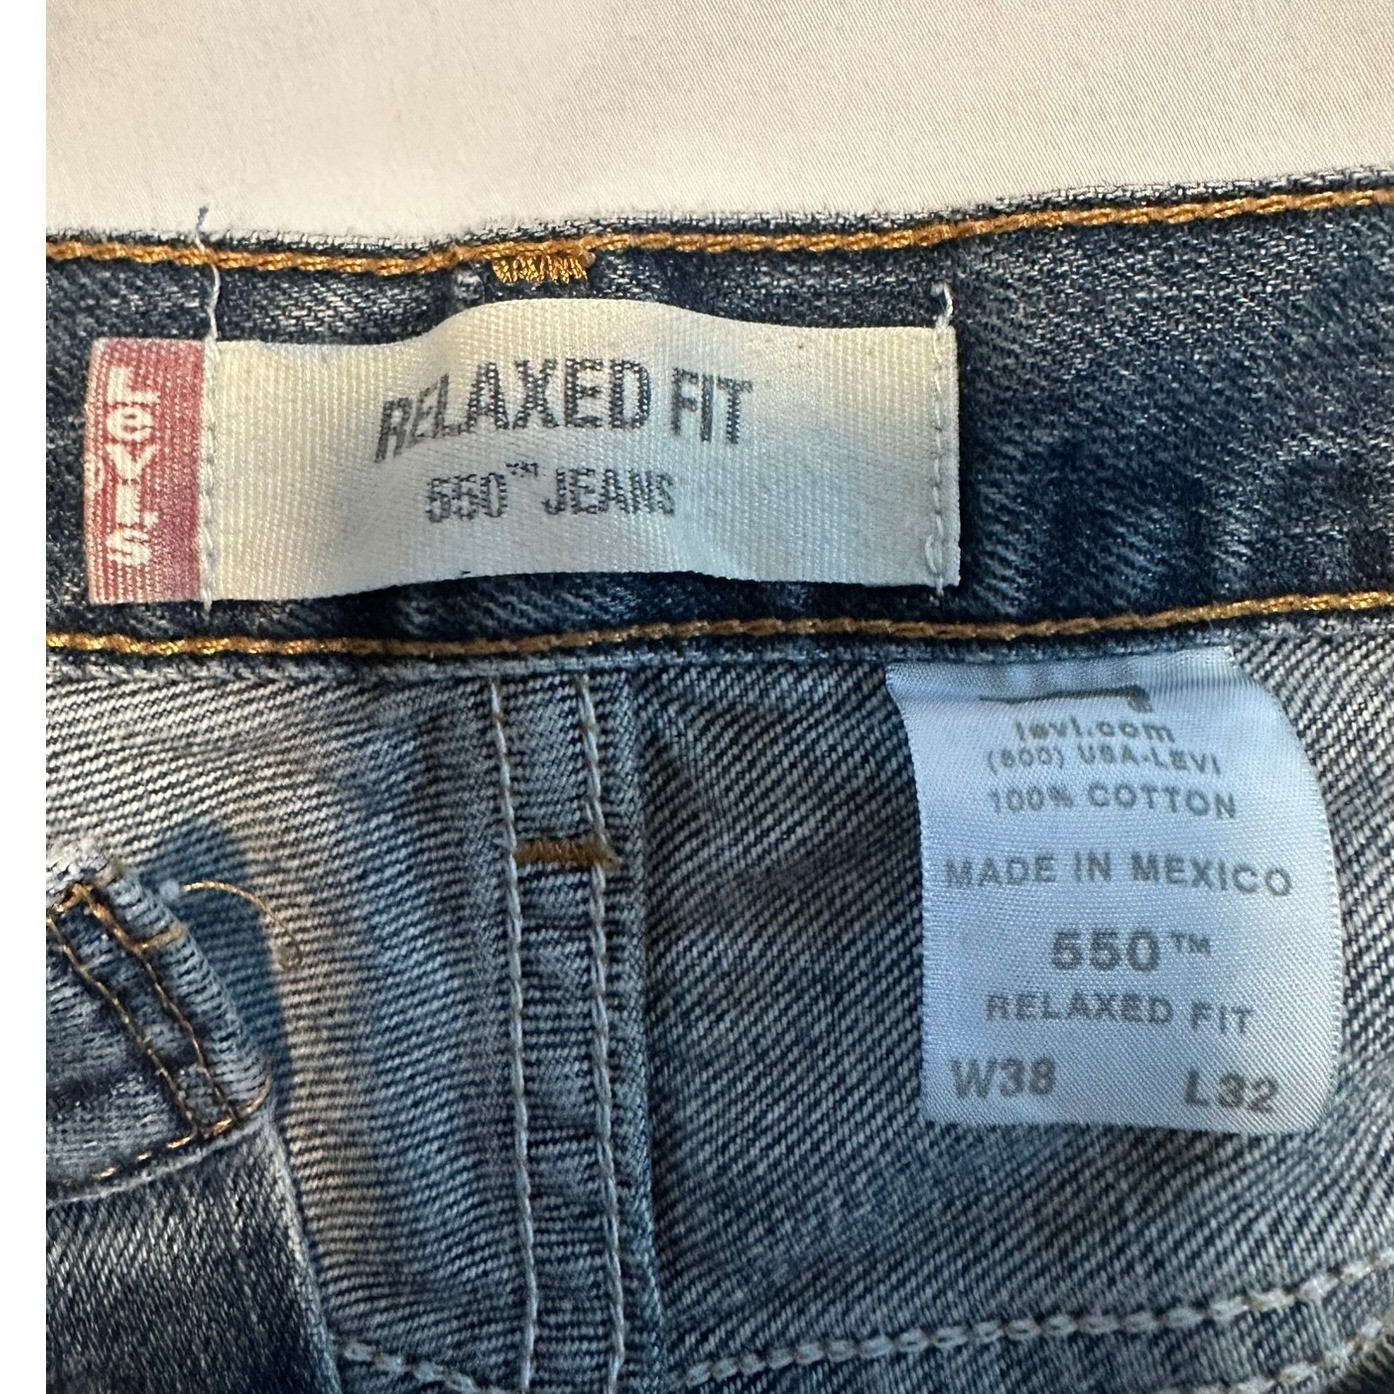 Levi's
RELAXED FIT
550™ JEANS
levi.com
(800) USA-LEVI
100% COTTON
MADE IN MEXICO
550™
RELAXED FIT
W38 L32